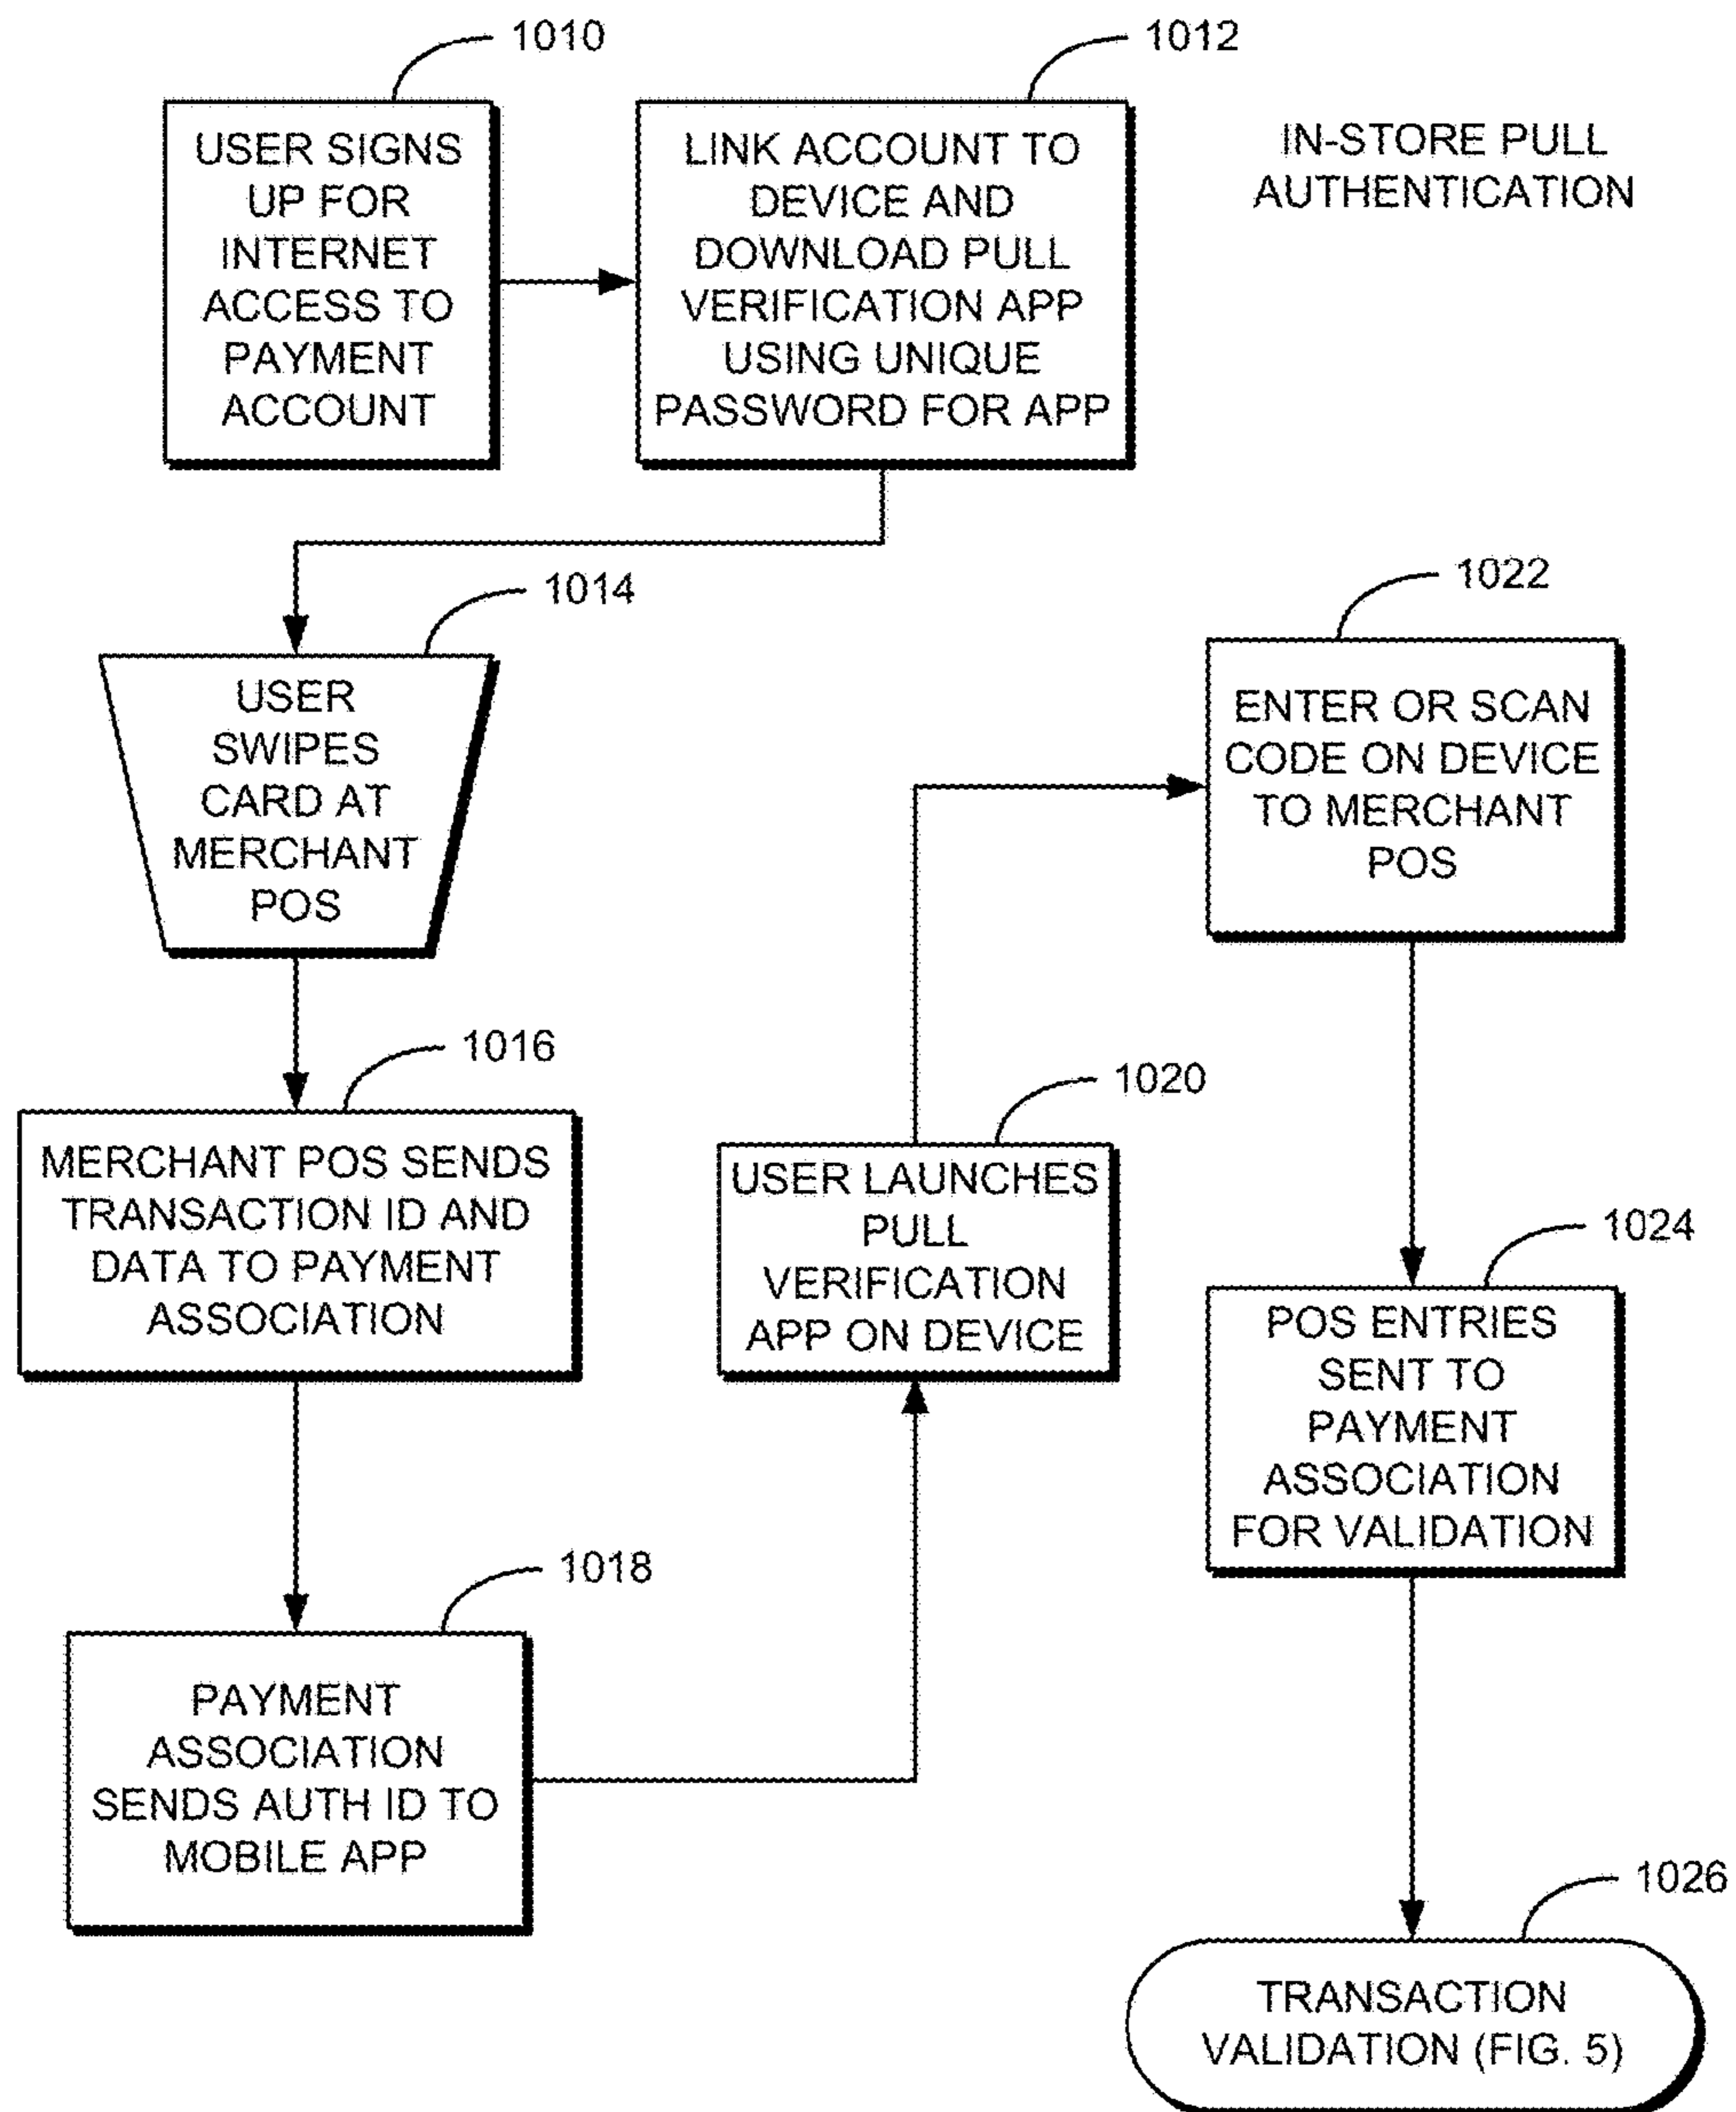 1010
USER SIGNS
UP FOR
INTERNET
ACCESS TO
PAYMENT
ACCOUNT
1012
LINK ACCOUNT TO
DEVICE AND
DOWNLOAD PULL
VERIFICATION APP
USING UNIQUE
PASSWORD FOR APP
IN-STORE PULL
AUTHENTICATION
1014
USER
SWIPES
CARD AT
MERCHANT
POS
1016
MERCHANT POS SENDS
TRANSACTION ID AND
DATA TO PAYMENT
ASSOCIATION
1018
PAYMENT
ASSOCIATION
SENDS AUTH ID TO
MOBILE APP
1020
USER LAUNCHES
PULL
VERIFICATION
APP ON DEVICE
1022
ENTER OR SCAN
CODE ON DEVICE
TO MERCHANT
POS
1024
POS ENTRIES
SENT TO
PAYMENT
ASSOCIATION
FOR VALIDATION
1026
TRANSACTION
VALIDATION (FIG. 5)